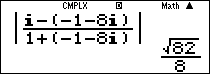 CMPLX D Math ▲
|i-(-1-8i)|
|1+(-1-8i)|
√82
8